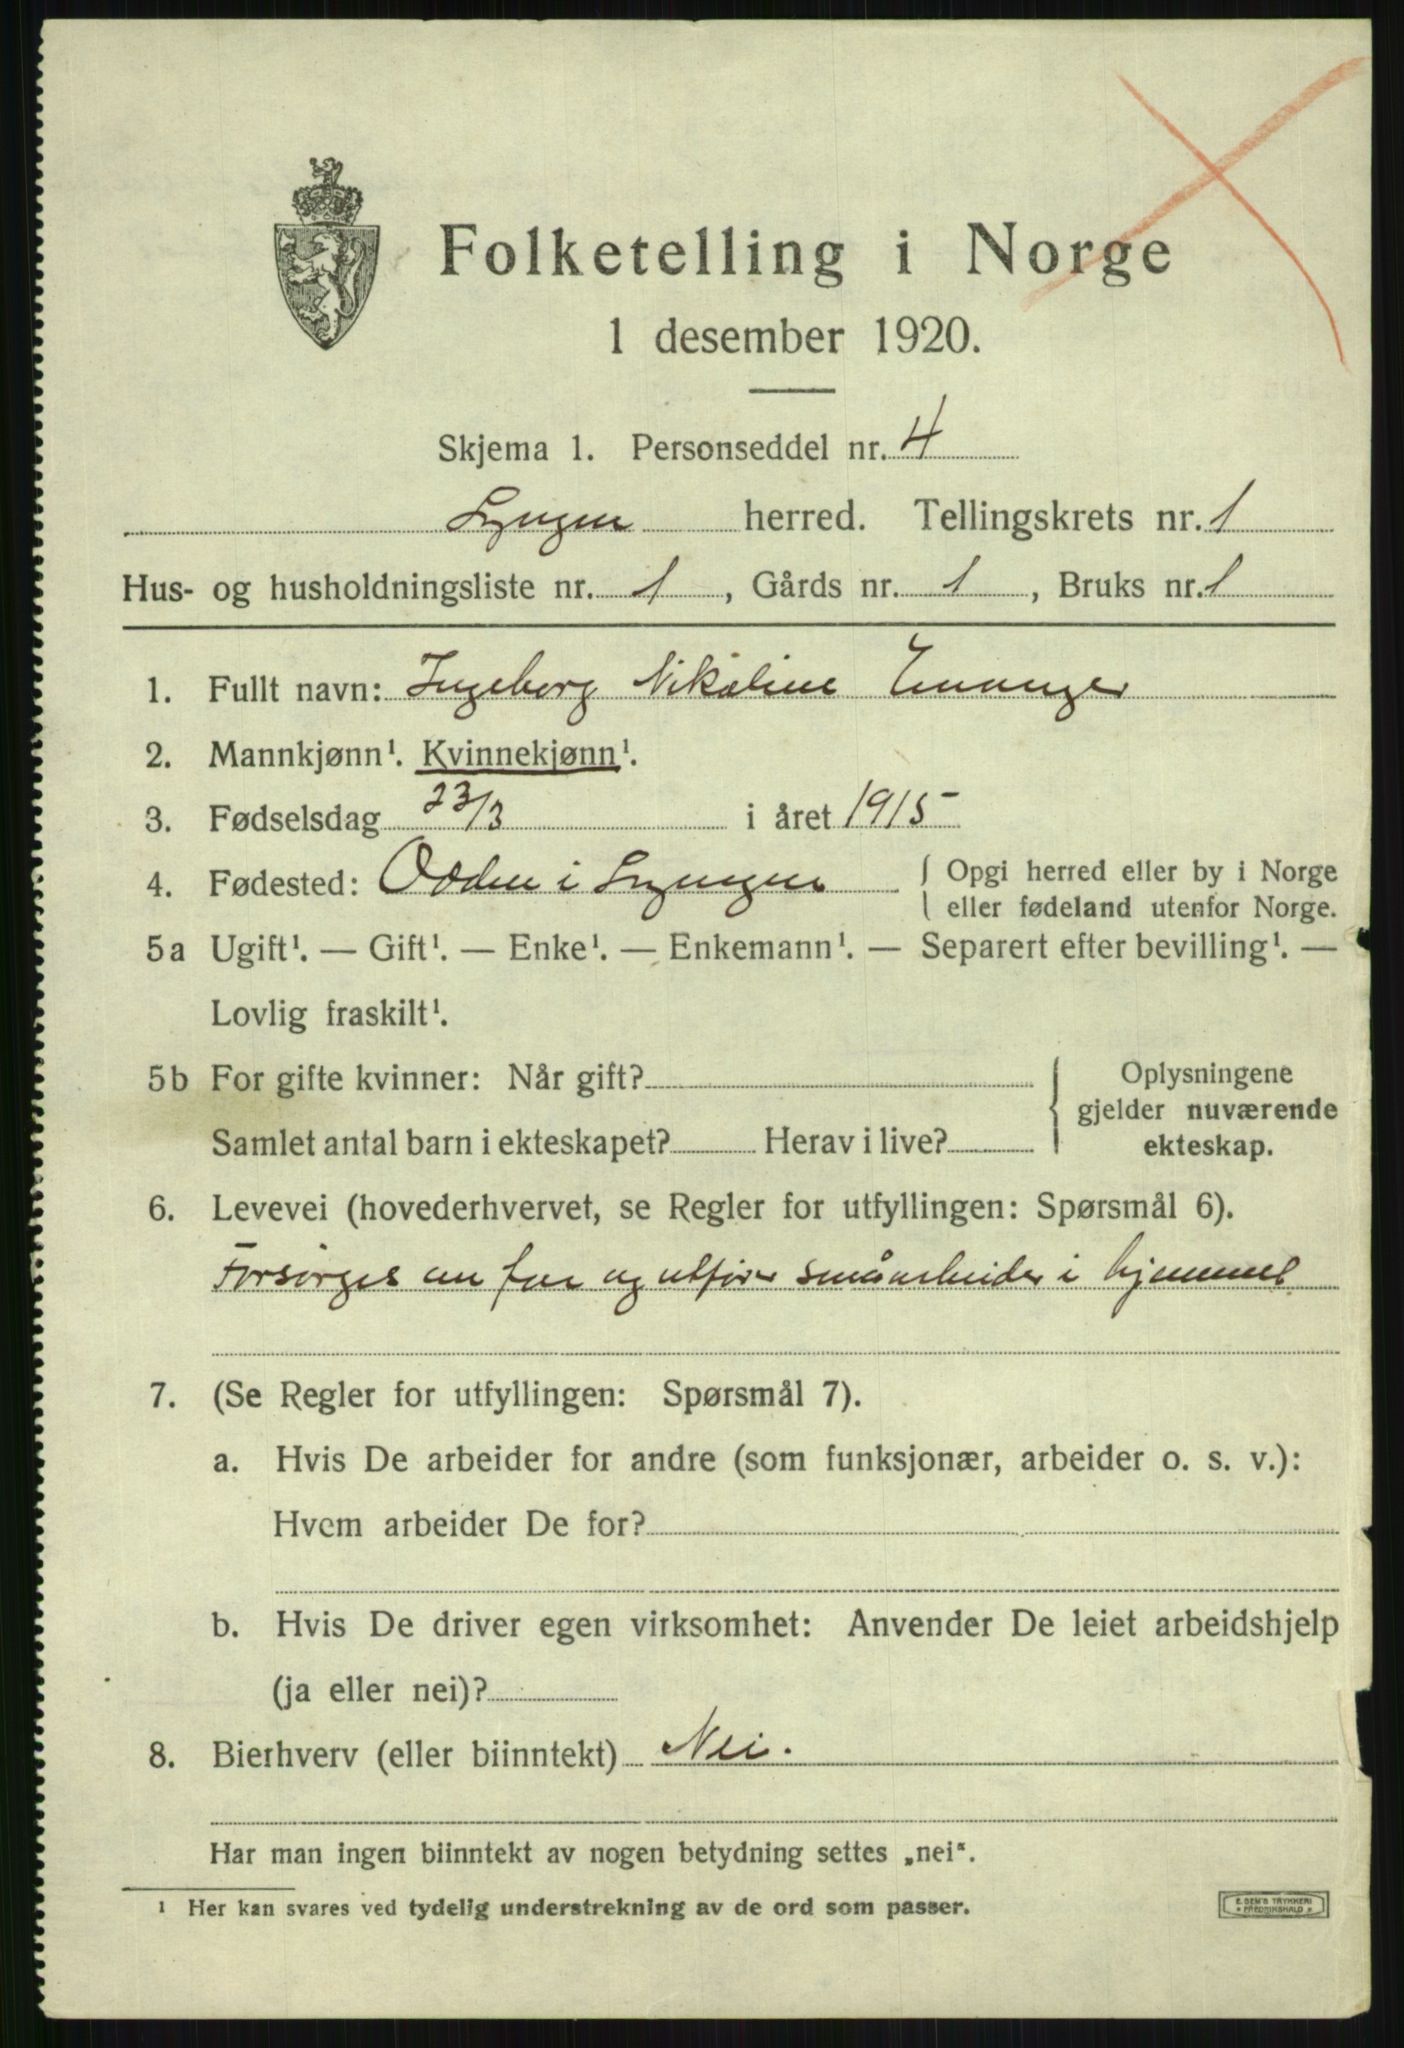 Folketelling i Norge
1 desember 1920.
Skjema 1. Personseddel nr. 4
Lyngen herred. Tellingskrets nr. 1
Hus- og husholdningsliste nr. 1, Gårds nr. 1, Bruks nr. 1
1. Fullt navn: Ingeborg Nikoline
2. Mannkjønn¹. Kvinnekjønn¹.
3. Fødselsdag 23/3 i året 1915
4. Fødested: Odden i Lyngen { Opgi herred eller by i Norge
eller fødeland utenfor Norge.
5a Ugift¹. — Gift¹. — Enke¹. — Enkemann¹. — Separert efter bevilling¹. —
Lovlig fraskilt¹.
5b For gifte kvinner: Når gift? { Oplysningene
gjelder nuværende
Samlet antal barn i ekteskapet? Herav i live? ekteskap.
6. Levevei (hovederhvervet, se Regler for utfyllingen: Spørsmål 6).
Forsörges av far og utförer småarbeider i hjemmet
7. (Se Regler for utfyllingen: Spørsmål 7).
a. Hvis De arbeider for andre (som funksjonær, arbeider o. s. v.):
Hvem arbeider De for?
b. Hvis De driver egen virksomhet: Anvender De leiet arbeidshjelp
(ja eller nei)?
8. Bierhverv (eller biinntekt) Nei.
Har man ingen biinntekt av nogen betydning settes „nei“.
¹ Her kan svares ved tydelig understrekning av de ord som passer.
E. SEM'S TRYKKERI
* FREDRIKSHALD *